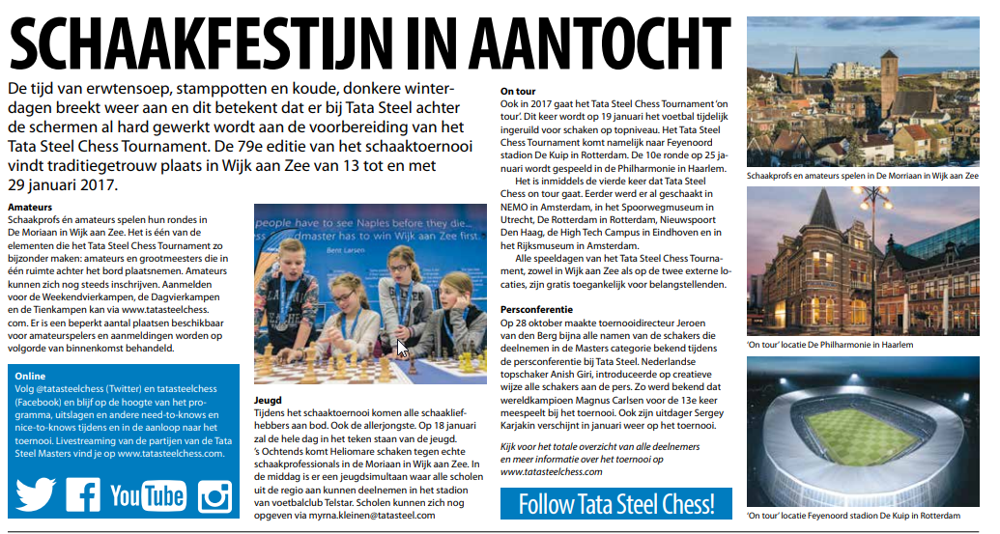 SCHAAKFESTIJN IN AANTOCHT
De tijd van erwtensoep, stamppotten en koude, donkere winter-
dagen breekt weer aan en dit betekent dat er bij Tata Steel achter
de schermen al hard gewerkt wordt aan de voorbereiding van het
Tata Steel Chess Tournament. De 79e editie van het schaaktoernooi
vindt traditiegetrouw plaats in Wijk aan Zee van 13 tot en met
29 januari 2017.
Amateurs
Schaakprofs én amateurs spelen hun rondes in
De Moriaan in Wijk aan Zee. Het is één van de
elementen die het Tata Steel Chess Tournament zo
bijzonder maken: amateurs en grootmeesters die in
één ruimte achter het bord plaatsnemen. Amateurs
kunnen zich nog steeds inschrijven. Aanmelden
voor de Weekendvierkampen, de Dagvierkampen
en de Tienkampen kan via www.tatasteelchess.
com. Er is een beperkt aantal plaatsen beschikbaar
voor amateurspelers en aanmeldingen worden op
volgorde van binnenkomst behandeld.
Online
Volg @tatasteelchess (Twitter) en tatasteelchess
(Facebook) en blijf op de hoogte van het pro-
gramma, uitslagen en andere need-to-knows en
nice-to-knows tijdens en in de aanloop naar het
toernooi. Livestreaming van de partijen van de Tata
Steel Masters vind je op www.tatasteelchess.com.
YouTube
people have to see Naples before they die...
dmaster has to win Wijk aan Zee first.
Bent Larsen
Jeugd
Tijdens het schaaktoernooi komen alle schaaklief-
hebbers aan bod. Ook de allerjongste. Op 18 januari
zal de hele dag in het teken staan van de jeugd.
's Ochtends komt Heliomare schaken tegen echte
schaakprofessionals in de Moriaan in Wijk aan Zee. In
de middag is er een jeugdsimultaan waar alle scholen
uit de regio aan kunnen deelnemen in het stadion
van voetbalclub Telstar. Scholen kunnen zich nog
opgeven via myrna.kleinen@tatasteel.com
On tour
Ook in 2017 gaat het Tata Steel Chess Tournament 'on
tour'. Dit keer wordt op 19 januari het voetbal tijdelijk
ingeruild voor schaken op topniveau. Het Tata Steel
Chess Tournament komt namelijk naar Feyenoord
stadion De Kuip in Rotterdam. De 10e ronde op 25 ja-
nuari wordt gespeeld in de Philharmonie in Haarlem.
Het is inmiddels de vierde keer dat Tata Steel
Chess on tour gaat. Eerder werd er al geschaakt in
NEMO in Amsterdam, in het Spoorwegmuseum in
Utrecht, De Rotterdam in Rotterdam, Nieuwspoort
Den Haag, de High Tech Campus in Eindhoven en in
het Rijksmuseum in Amsterdam.
Alle speeldagen van het Tata Steel Chess Tourna-
ment, zowel in Wijk aan Zee als op de twee externe lo-
caties, zijn gratis toegankelijk voor belangstellenden.
Persconferentie
Op 28 oktober maakte toernooidirecteur Jeroen
van den Berg bijna alle namen van de schakers die
deelnemen in de Masters categorie bekend tijdens
de persconferentie bij Tata Steel. Nederlandse
topschaker Anish Giri, introduceerde op creatieve
wijze alle schakers aan de pers. Zo werd bekend dat
wereldkampioen Magnus Carlsen voor de 13e keer
meespeelt bij het toernooi. Ook zijn uitdager Sergey
Karjakin verschijnt in januari weer op het toernooi.
Kijk voor het totale overzicht van alle deelnemers
en meer informatie over het toernooi op
www.tatasteelchess.com
Follow Tata Steel Chess!
Schaakprofs en amateurs spelen in De Morriaan in Wijk aan Zee
'On tour' locatie De Philharmonie in Haarlem
'On tour' locatie Feyenoord stadion De Kuip in Rotterdam